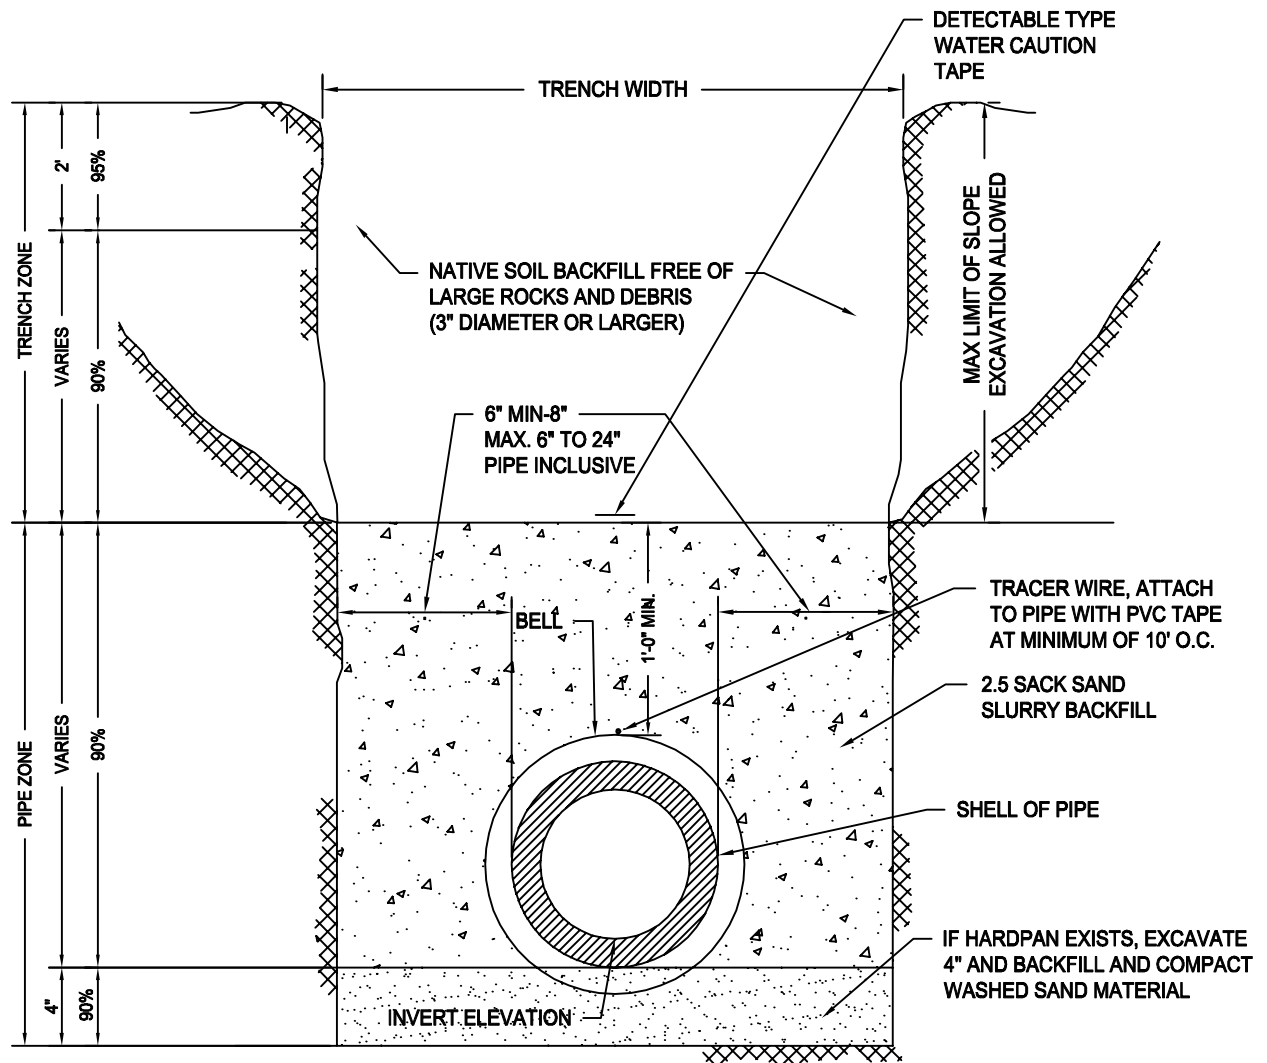 DETECTABLE TYPE
WATER CAUTION
TAPE
TRENCH WIDTH
2'
95%
TRENCH ZONE
VARIES
90%
NATIVE SOIL BACKFILL FREE OF
LARGE ROCKS AND DEBRIS
(3" DIAMETER OR LARGER)
MAX LIMIT OF SLOPE
EXCAVATION ALLOWED
6" MIN-8"
MAX. 6" TO 24"
PIPE INCLUSIVE
BELL
1'-0" MIN.
TRACER WIRE, ATTACH
TO PIPE WITH PVC TAPE
AT MINIMUM OF 10' O.C.
2.5 SACK SAND
SLURRY BACKFILL
PIPE ZONE
VARIES
90%
SHELL OF PIPE
IF HARDPAN EXISTS, EXCAVATE
4" AND BACKFILL AND COMPACT
WASHED SAND MATERIAL
4"
90%
INVERT ELEVATION